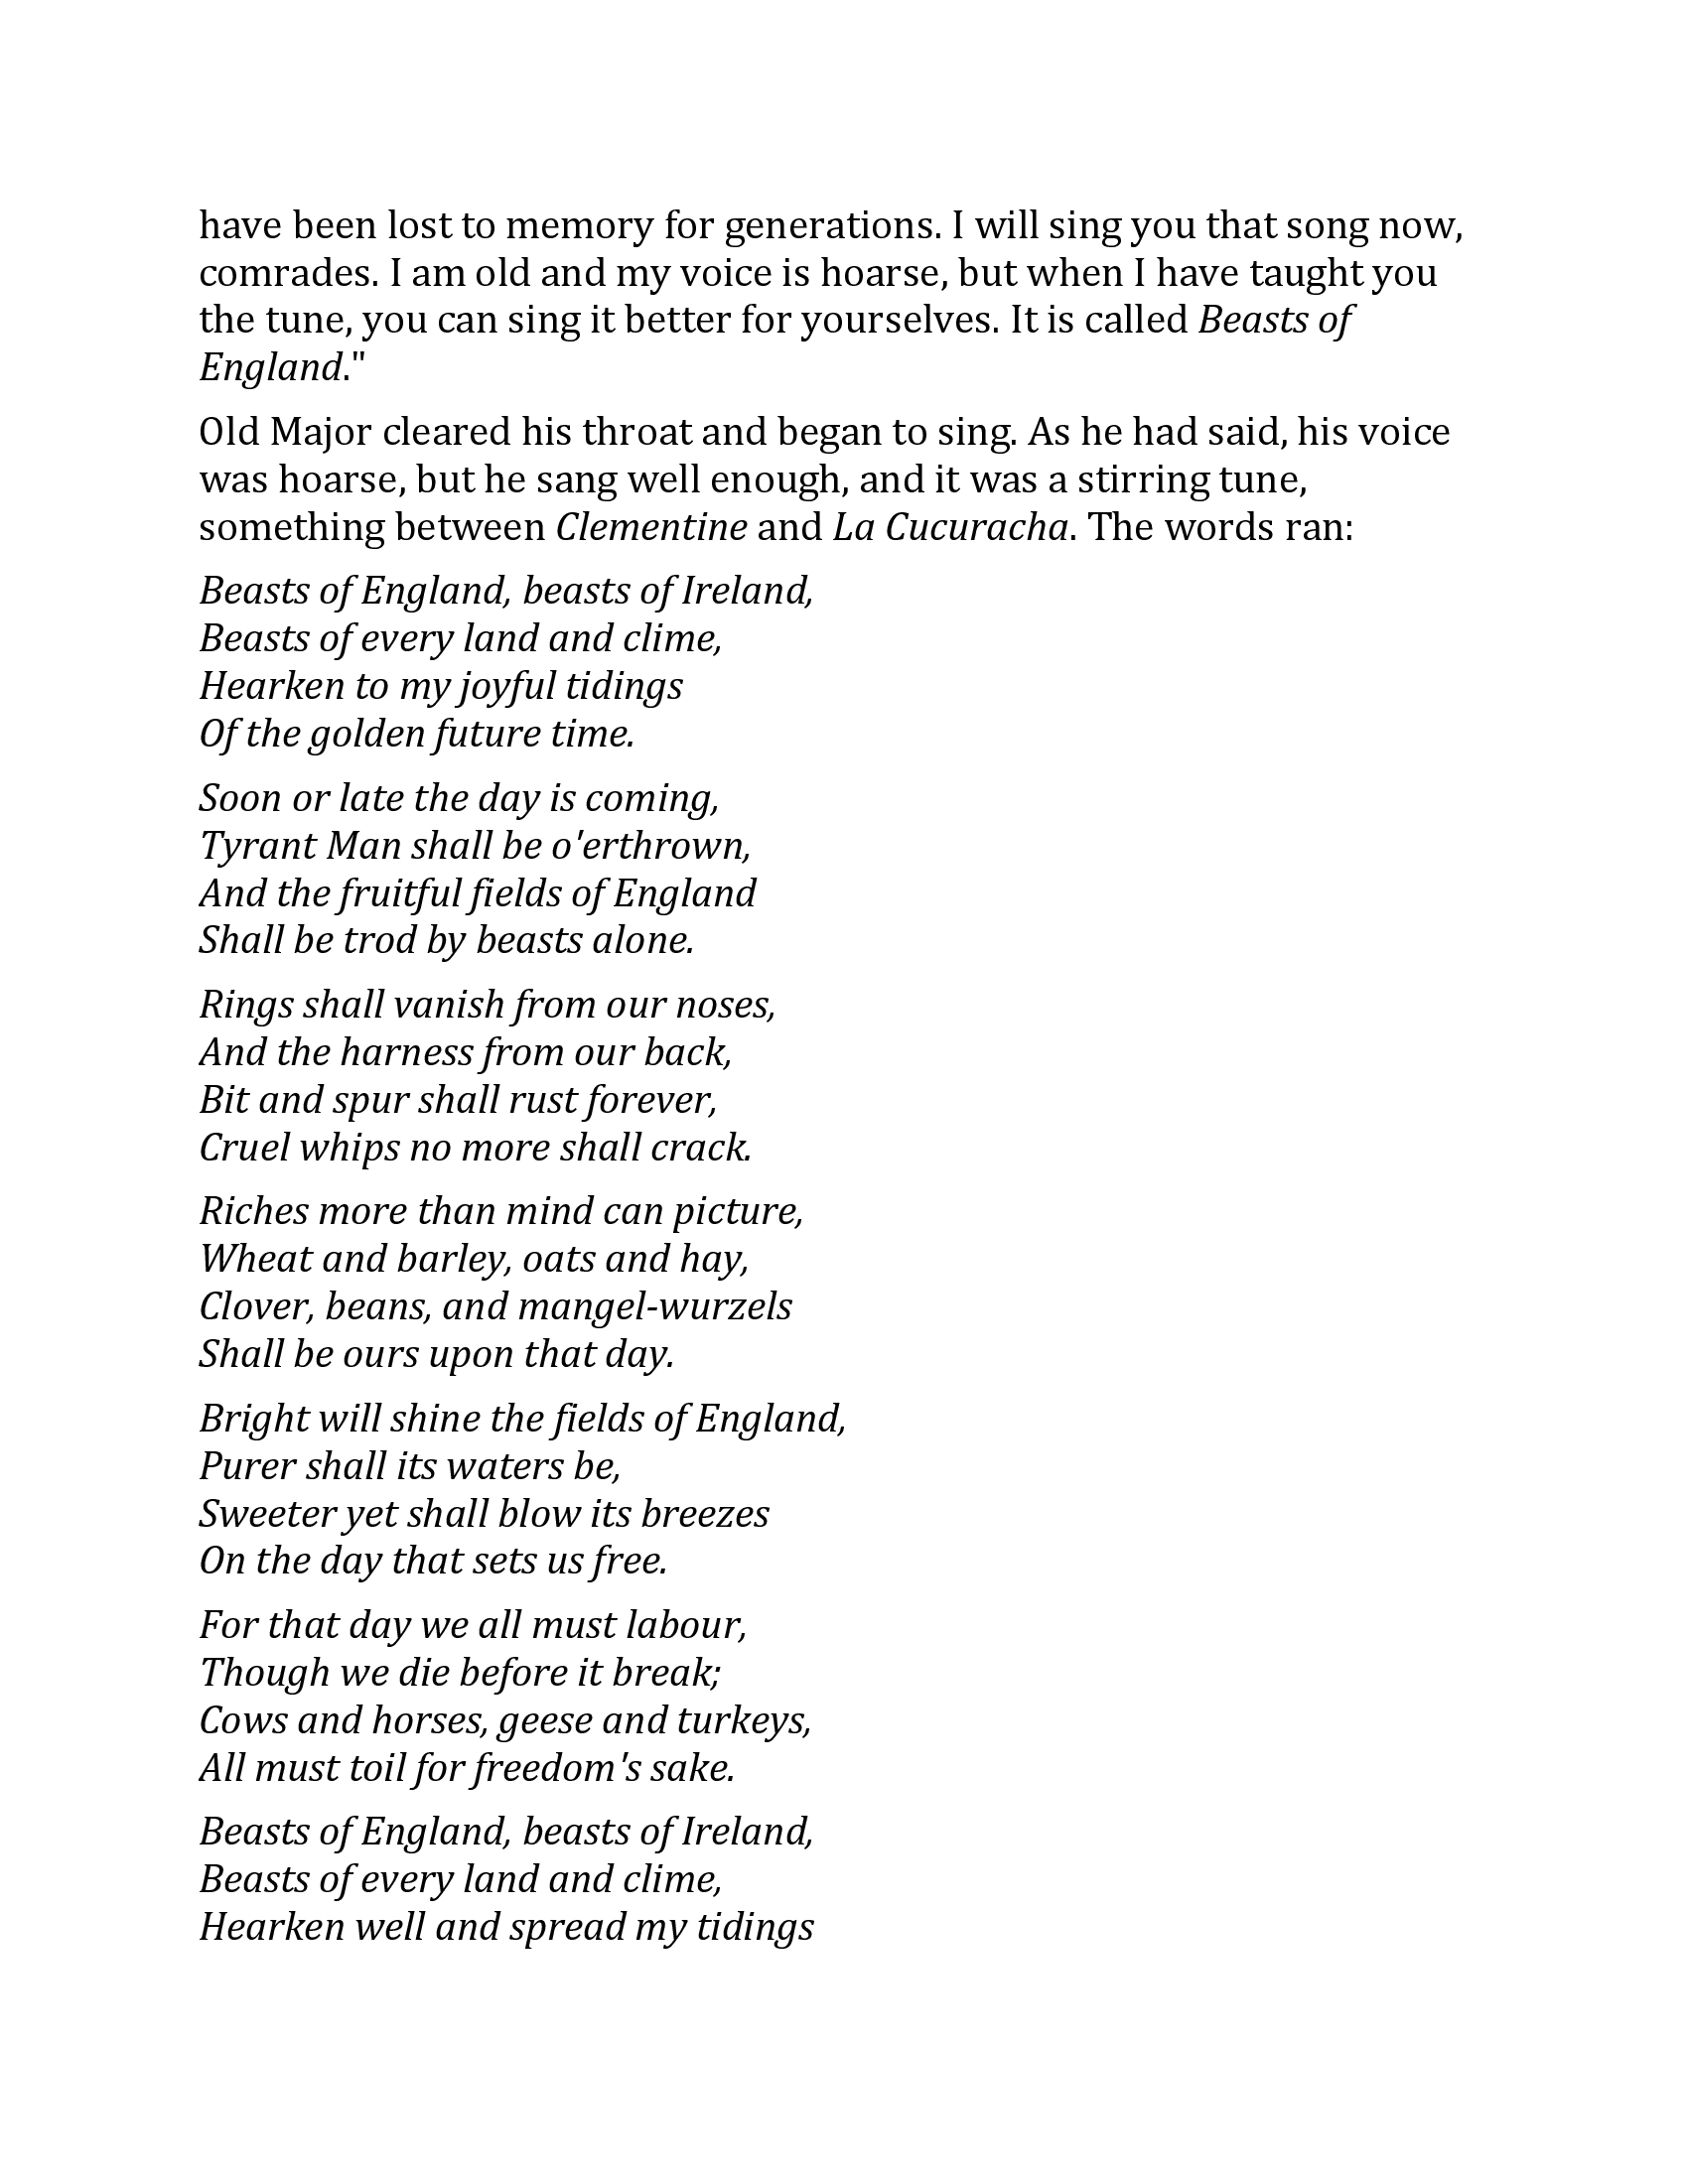 have been lost to memory for generations. I will sing you that song now,
comrades. I am old and my voice is hoarse, but when I have taught you
the tune, you can sing it better for yourselves. It is called Beasts of
England."
Old Major cleared his throat and began to sing. As he had said, his voice
was hoarse, but he sang well enough, and it was a stirring tune,
something between Clementine and La Cucuracha. The words ran:
Beasts of England, beasts of Ireland,
Beasts of every land and clime,
Hearken to my joyful tidings
Of the golden future time.
Soon or late the day is coming,
Tyrant Man shall be o'erthrown,
And the fruitful fields of England
Shall be trod by beasts alone.
Rings shall vanish from our noses,
And the harness from our back,
Bit and spur shall rust forever,
Cruel whips no more shall crack.
Riches more than mind can picture,
Wheat and barley, oats and hay,
Clover, beans, and mangel-wurzels
Shall be ours upon that day.
Bright will shine the fields of England,
Purer shall its waters be,
Sweeter yet shall blow its breezes
On the day that sets us free.
For that day we all must labour,
Though we die before it break;
Cows and horses, geese and turkeys,
All must toil for freedom's sake.
Beasts of England, beasts of Ireland,
Beasts of every land and clime,
Hearken well and spread my tidings